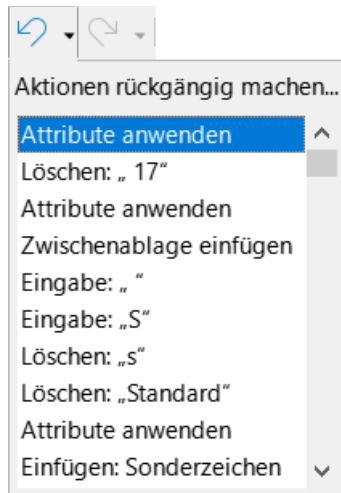 Aktionen rückgängig machen...
Attribute anwenden
Löschen: „ 17“
Attribute anwenden
Zwischenablage einfügen
Eingabe: „ “
Eingabe: „S“
Löschen: „s“
Löschen: „Standard“
Attribute anwenden
Einfügen: Sonderzeichen